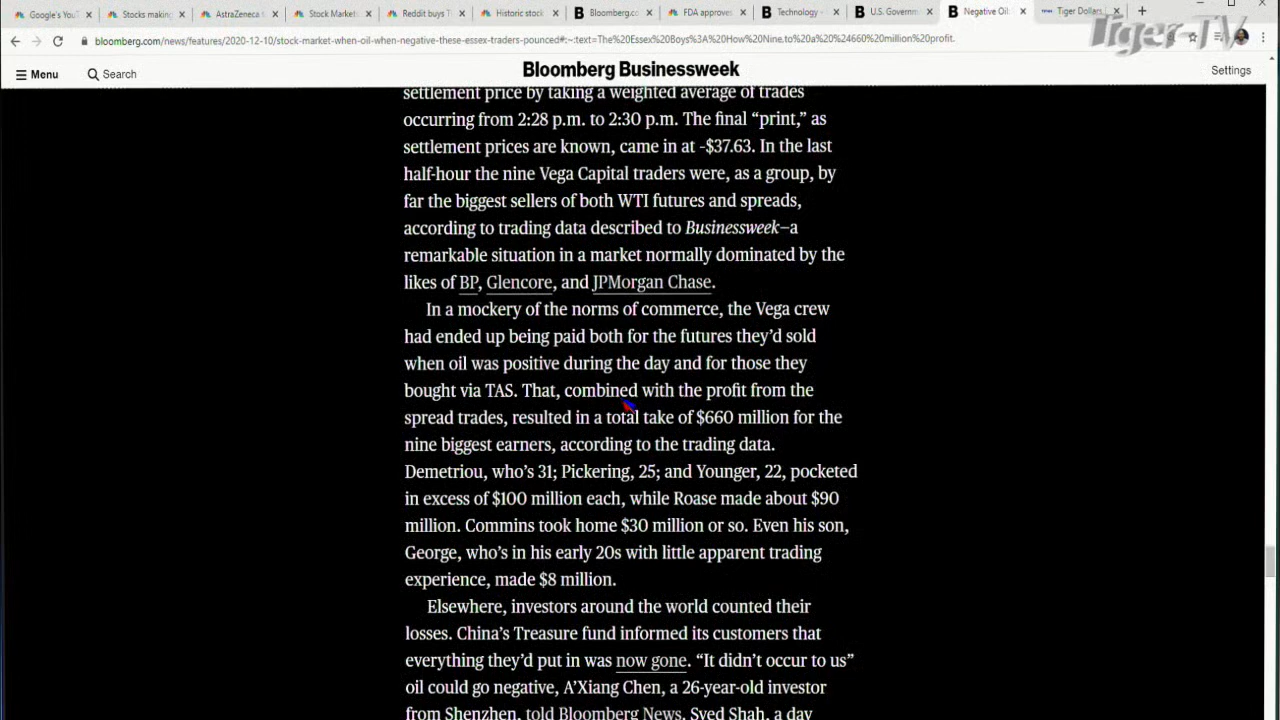 Google's YouT
Stocks making
AstraZeneca s
Stock Market
Reddit buys T
Historic stock
Bloomberg.co
FDA approves
Technology -
U.S. Governm
Negative Oil:
Tiger Dollars
Tiger-TV
bloomberg.com/news/features/2020-12-10/stock-market-when-oil-when-negative-these-essex-traders-pounced#:~:text=The%20Essex%20Boys%3A%20How%20Nine,to%20a%20%24660%20million%20profit.
Menu
Search
Bloomberg Businessweek
Settings
settlement price by taking a weighted average of trades
occurring from 2:28 p.m. to 2:30 p.m. The final “print,” as
settlement prices are known, came in at -$37.63. In the last
half-hour the nine Vega Capital traders were, as a group, by
far the biggest sellers of both WTI futures and spreads,
according to trading data described to Businessweek—a
remarkable situation in a market normally dominated by the
likes of BP, Glencore, and JPMorgan Chase.
In a mockery of the norms of commerce, the Vega crew
had ended up being paid both for the futures they’d sold
when oil was positive during the day and for those they
bought via TAS. That, combined with the profit from the
spread trades, resulted in a total take of $660 million for the
nine biggest earners, according to the trading data.
Demetriou, who’s 31; Pickering, 25; and Younger, 22, pocketed
in excess of $100 million each, while Roase made about $90
million. Commins took home $30 million or so. Even his son,
George, who’s in his early 20s with little apparent trading
experience, made $8 million.
Elsewhere, investors around the world counted their
losses. China’s Treasure fund informed its customers that
everything they’d put in was now gone. “It didn’t occur to us”
oil could go negative, A’Xiang Chen, a 26-year-old investor
from Shenzhen, told Bloomberg News. Syed Shah, a day